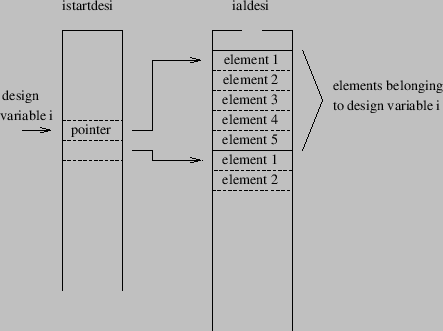 istartdesi
ialdesi
element 1
element 2
element 3
element 4
element 5
element 1
element 2
design
variable i
pointer
elements belonging
to design variable i